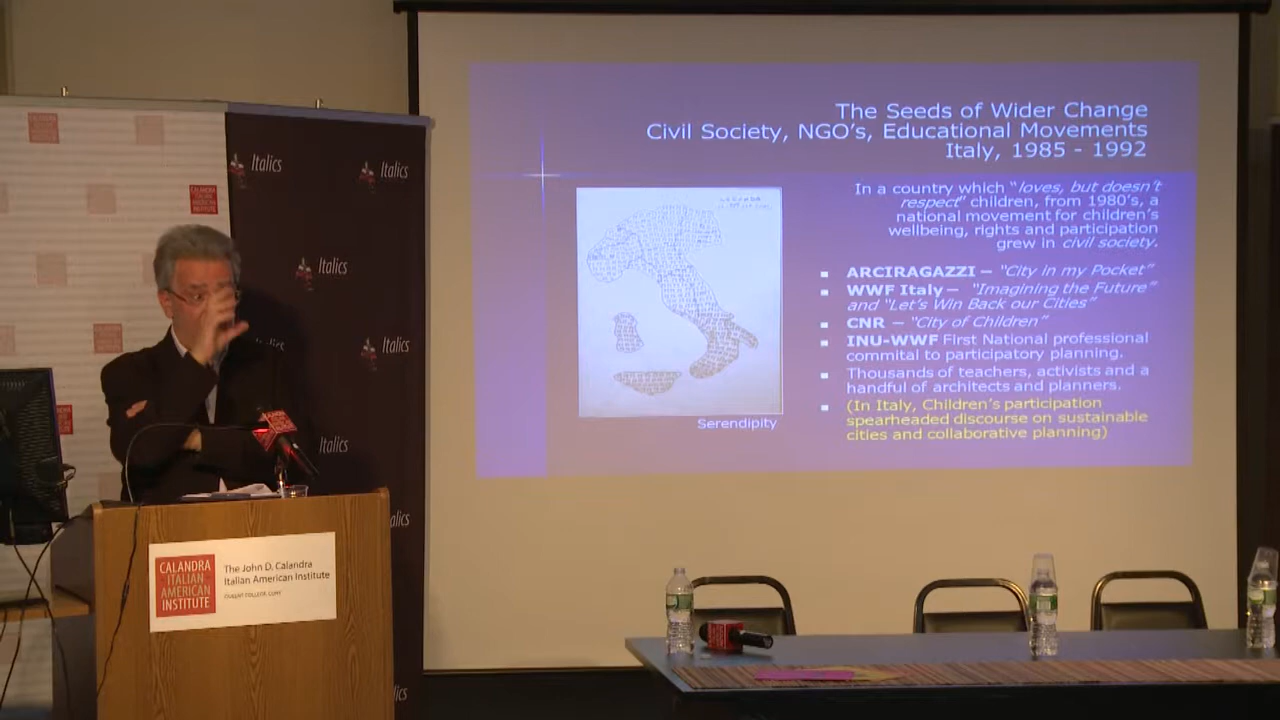 The Seeds of Wider Change
Civil Society, NGO's, Educational Movements
Italy, 1985 - 1992
In a country which "loves, but doesn't
respect" children, from 1980's, a
national movement for children's
wellbeing, rights and participation
grew in civil society.
ARCIRAGAZZI – "City in my Pocket"
WWF Italy – "Imagining the Future"
and "Let's Win Back our Cities"
CNR – "City of Children"
INU-WWF First National professional
commital to participatory planning.
Thousands of teachers, activists and a
handful of architects and planners.
(In Italy, Children's participation
spearheaded discourse on sustainable
cities and collaborative planning)
Serendipity
Italics
Italics
Italics
Italics
Italics
CALANDRA
ITALIAN
AMERICAN
INSTITUTE
CALANDRA
ITALIAN
AMERICAN
INSTITUTE
The John D. Calandra
Italian American Institute
QUEENS COLLEGE, CUNY